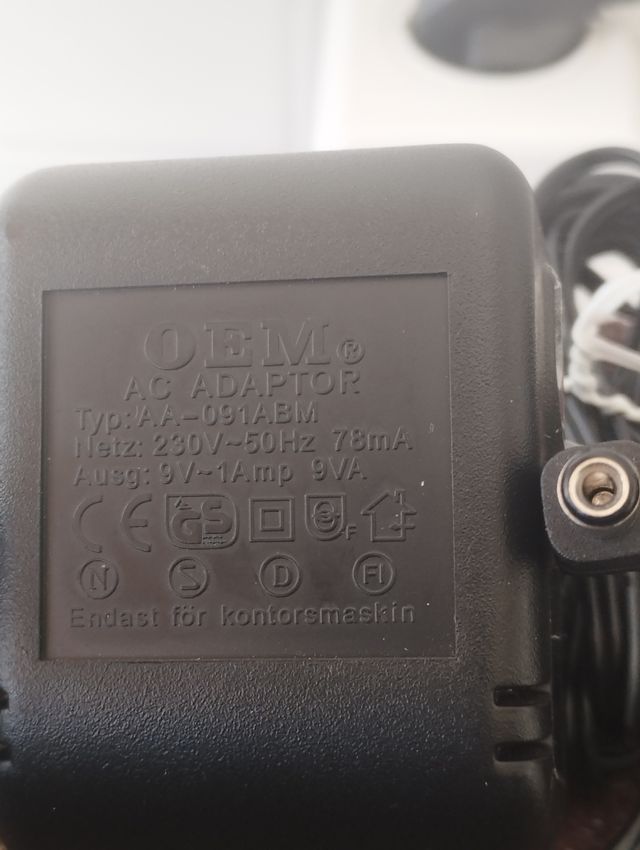 OEM®
AC ADAPTOR
Typ: AA-091ABM
Netz: 230V~50Hz 78mA
Ausg: 9V~1Amp 9VA
CE GS F T
N S D FI
Endast för kontorsmaskin